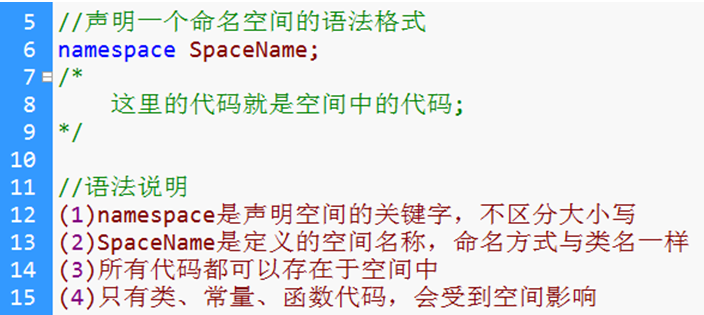 5 //声明一个命名空间的语法格式
6 namespace SpaceName;
7 /*
8 这里的代码就是空间中的代码;
9 */
10
11 //语法说明
12 (1)namespace是声明空间的关键字，不区分大小写
13 (2)SpaceName是定义的空间名称，命名方式与类名一样
14 (3)所有代码都可以存在于空间中
15 (4)只有类、常量、函数代码，会受到空间影响